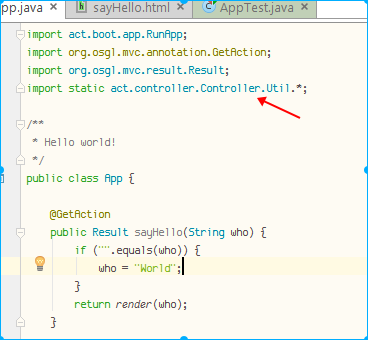 pp.java sayHello.html AppTest.java
import act.boot.app.RunApp;
import org.osgl.mvc.annotation.GetAction;
import org.osgl.mvc.result.Result;
import static act.controller.Controller.Util.*;
/**
* Hello world!
*/
public class App {
@GetAction
public Result sayHello(String who) {
if ("".equals(who)) {
who = "World";
}
return render(who);
}